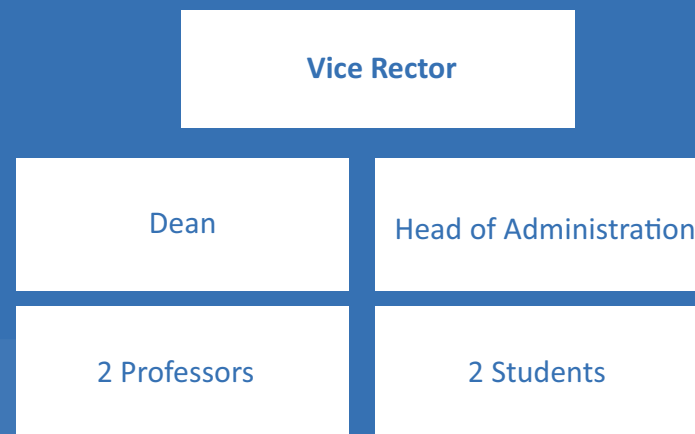 Vice Rector
Dean
Head of Administration
2 Professors
2 Students